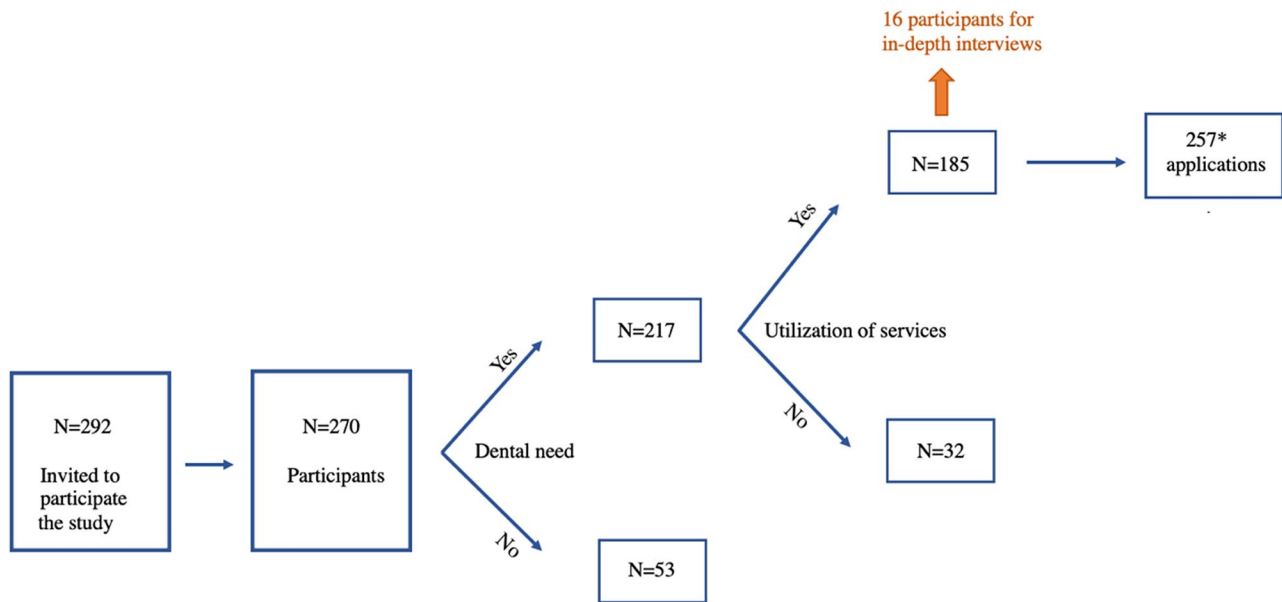 16 participants for
in-depth interviews
257*
applications
N=185
Yes
N=217
Utilization of services
Yes
No
N=292
Invited to
participate
the study
N=270
Participants
Dental need
N=32
No
N=53